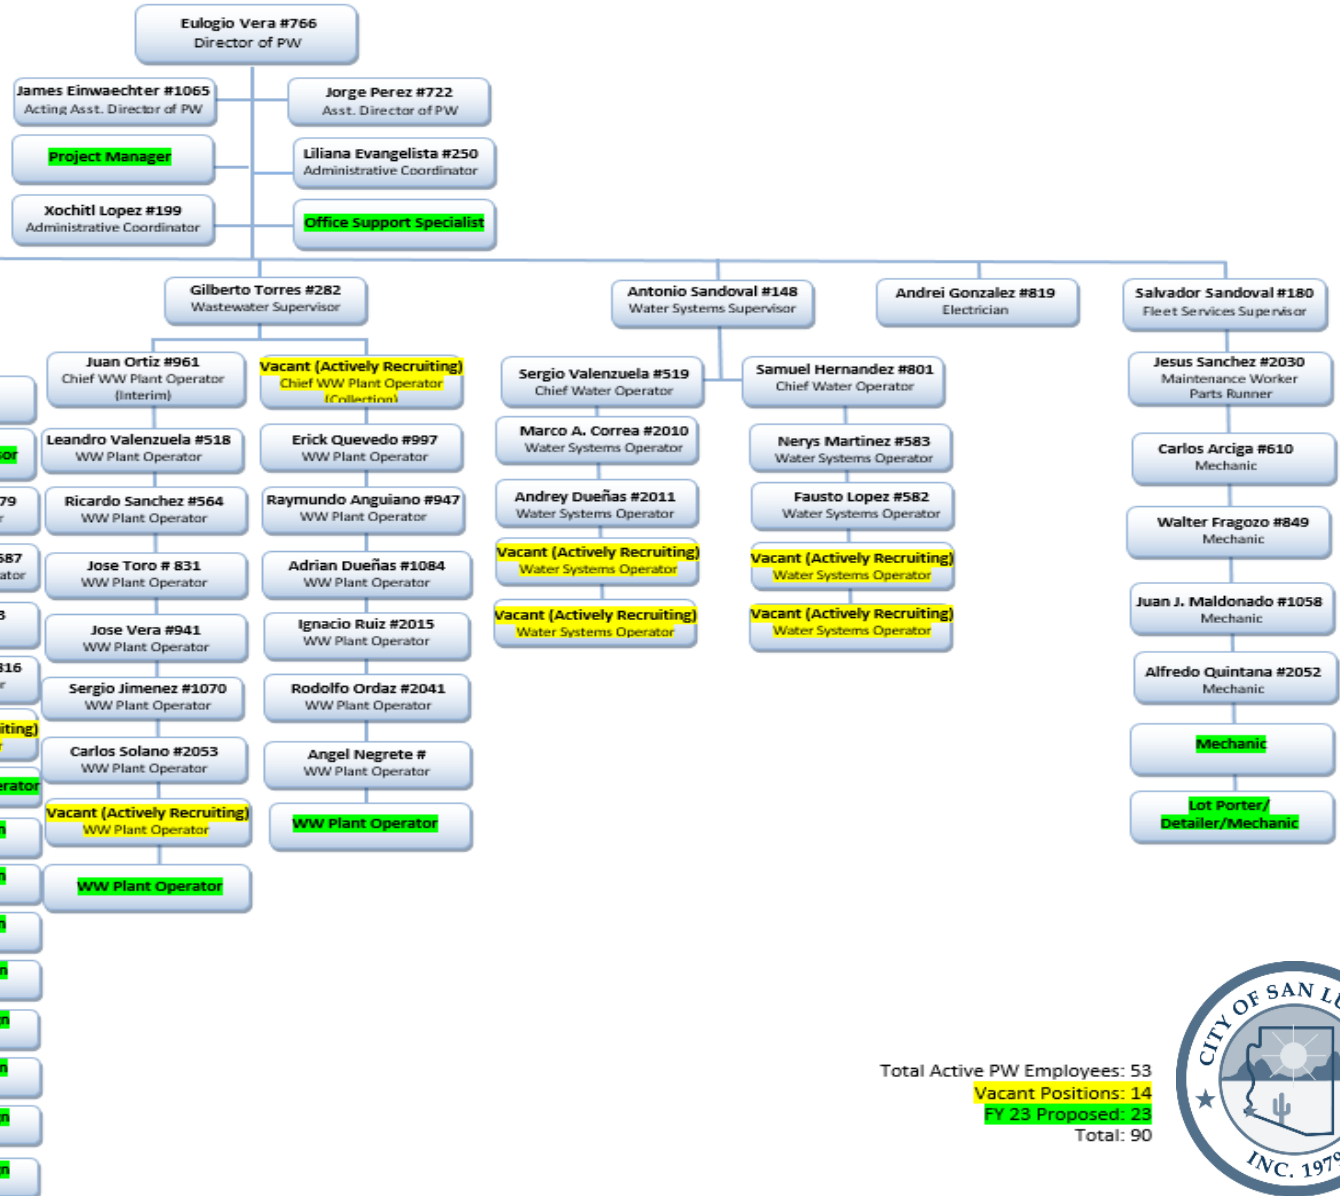 Eulogio Vera #766
Director of PW
James Einwaechter #1065
Acting Asst. Director of PW
Jorge Perez #722
Asst. Director of PW
Project Manager
Liliana Evangelista #250
Administrative Coordinator
Xochitl Lopez #199
Administrative Coordinator
Office Support Specialist
Gilberto Torres #282
Wastewater Supervisor
Antonio Sandoval #148
Water Systems Supervisor
Andrei Gonzalez #819
Electrician
Salvador Sandoval #180
Fleet Services Supervisor
sor
79
r
587
ator
3
316
r
iting)
r
erator
n
n
n
n
gn
n
gn
n
Juan Ortiz #961
Chief WW Plant Operator
(Interim)
Leandro Valenzuela #518
WW Plant Operator
Ricardo Sanchez #564
WW Plant Operator
Jose Toro # 831
WW Plant Operator
Jose Vera #941
WW Plant Operator
Sergio Jimenez #1070
WW Plant Operator
Carlos Solano #2053
WW Plant Operator
Vacant (Actively Recruiting)
WW Plant Operator
WW Plant Operator
Vacant (Actively Recruiting)
Chief WW Plant Operator
(Collection)
Erick Quevedo #997
WW Plant Operator
Raymundo Anguiano #947
WW Plant Operator
Adrian Dueñas #1084
WW Plant Operator
Ignacio Ruiz #2015
WW Plant Operator
Rodolfo Ordaz #2041
WW Plant Operator
Angel Negrete #
WW Plant Operator
WW Plant Operator
Sergio Valenzuela #519
Chief Water Operator
Marco A. Correa #2010
Water Systems Operator
Andrey Dueñas #2011
Water Systems Operator
Vacant (Actively Recruiting)
Water Systems Operator
Vacant (Actively Recruiting)
Water Systems Operator
Samuel Hernandez #801
Chief Water Operator
Nerys Martinez #583
Water Systems Operator
Fausto Lopez #582
Water Systems Operator
Vacant (Actively Recruiting)
Water Systems Operator
Vacant (Actively Recruiting)
Water Systems Operator
Jesus Sanchez #2030
Maintenance Worker
Parts Runner
Carlos Arciga #610
Mechanic
Walter Fragozo #849
Mechanic
Juan J. Maldonado #1058
Mechanic
Alfredo Quintana #2052
Mechanic
Mechanic
Lot Porter/
Detailer/Mechanic
Total Active PW Employees: 53
Vacant Positions: 14
FY 23 Proposed: 23
Total: 90
CITY OF SAN LU
INC. 1979